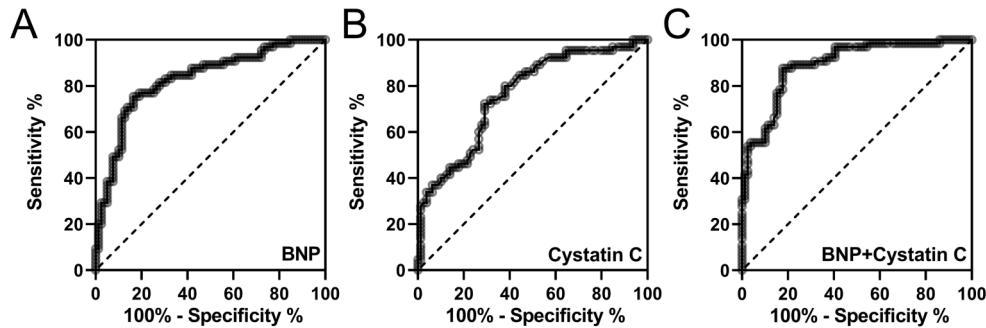 A
Sensitivity %
100
80
60
40
20
0
BNP
0 20 40 60 80 100
100% - Specificity %
B
Sensitivity %
100
80
60
40
20
0
Cystatin C
0 20 40 60 80 100
100% - Specificity %
C
Sensitivity %
100
80
60
40
20
0
BNP+Cystatin C
0 20 40 60 80 100
100% - Specificity %